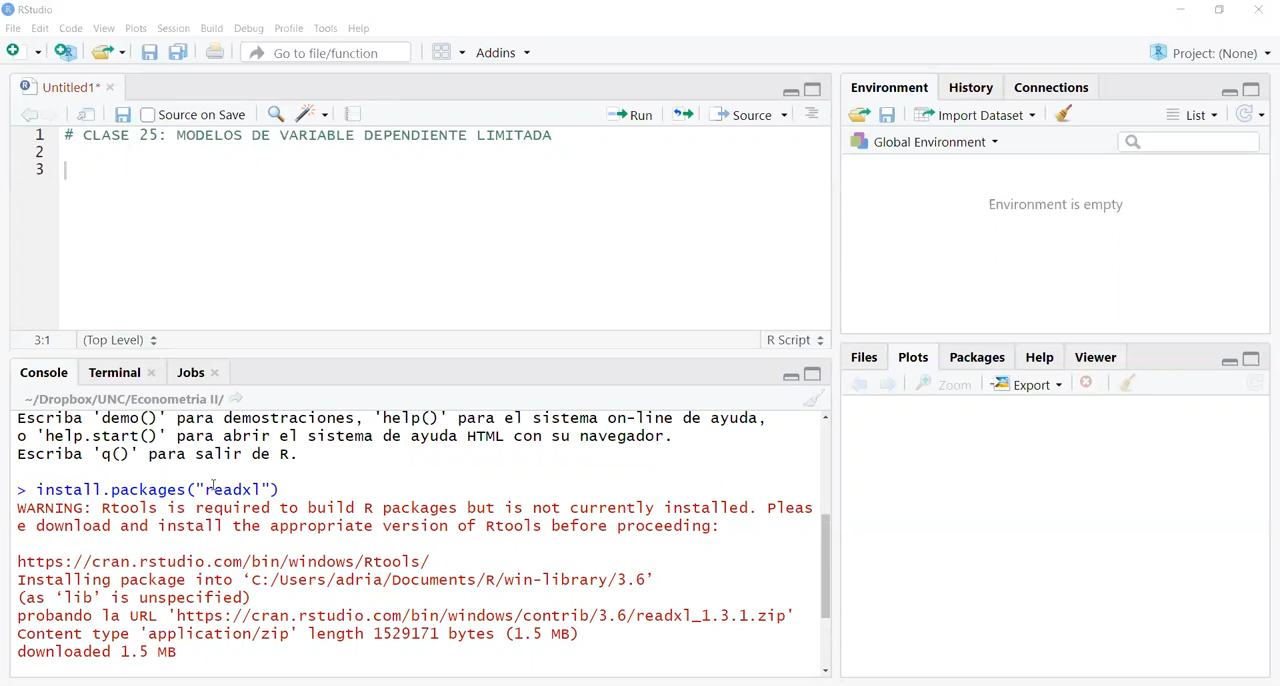 RStudio
File Edit Code View Plots Session Build Debug Profile Tools Help
Go to file/function Addins Project: (None)
Untitled1*
Source on Save Run Source
1 # CLASE 25: MODELOS DE VARIABLE DEPENDIENTE LIMITADA
2
3
3:1 (Top Level) R Script
Console Terminal Jobs
~/Dropbox/UNC/Econometria II/
Escriba 'demo()' para demostraciones, 'help()' para el sistema on-line de ayuda,
o 'help.start()' para abrir el sistema de ayuda HTML con su navegador.
Escriba 'q()' para salir de R.
> install.packages("readxl")
WARNING: Rtools is required to build R packages but is not currently installed. Pleas
e download and install the appropriate version of Rtools before proceeding:
https://cran.rstudio.com/bin/windows/Rtools/
Installing package into ‘C:/Users/adria/Documents/R/win-library/3.6’
(as ‘lib’ is unspecified)
probando la URL 'https://cran.rstudio.com/bin/windows/contrib/3.6/readxl_1.3.1.zip'
Content type 'application/zip' length 1529171 bytes (1.5 MB)
downloaded 1.5 MB
Environment History Connections
Import Dataset List
Global Environment
Environment is empty
Files Plots Packages Help Viewer
Zoom Export